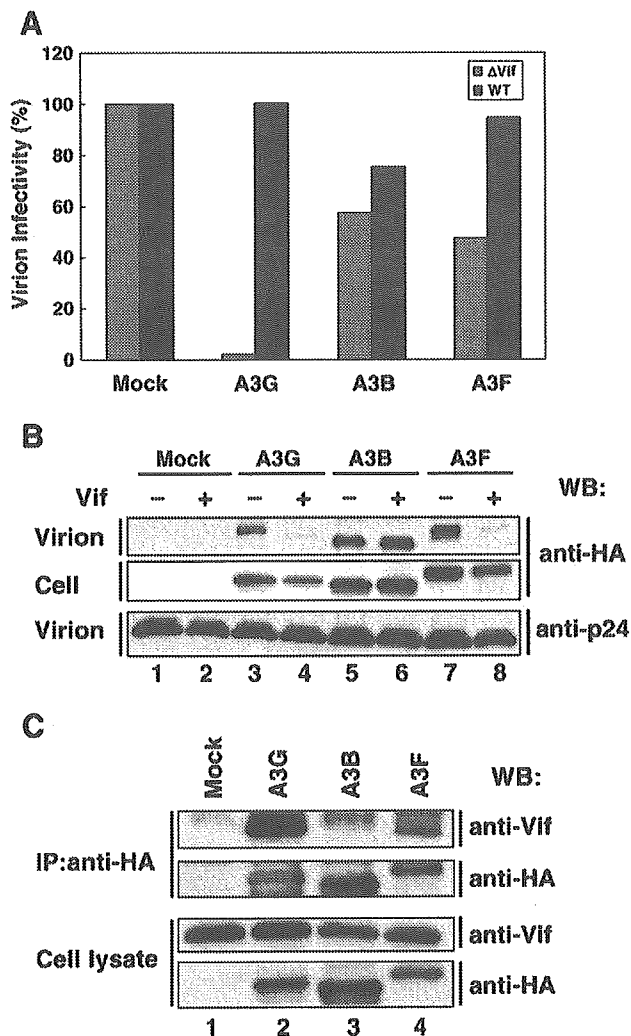 A
Virion Infectivity (%)
120
100
80
60
40
20
0
ΔVif
WT
Mock A3G A3B A3F
B
Mock A3G A3B A3F
Vif − + − + − + − + WB:
Virion anti-HA
Cell
Virion anti-p24
1 2 3 4 5 6 7 8
C
Mock A3G A3B A3F WB:
IP:anti-HA anti-Vif
anti-HA
Cell lysate anti-Vif
anti-HA
1 2 3 4